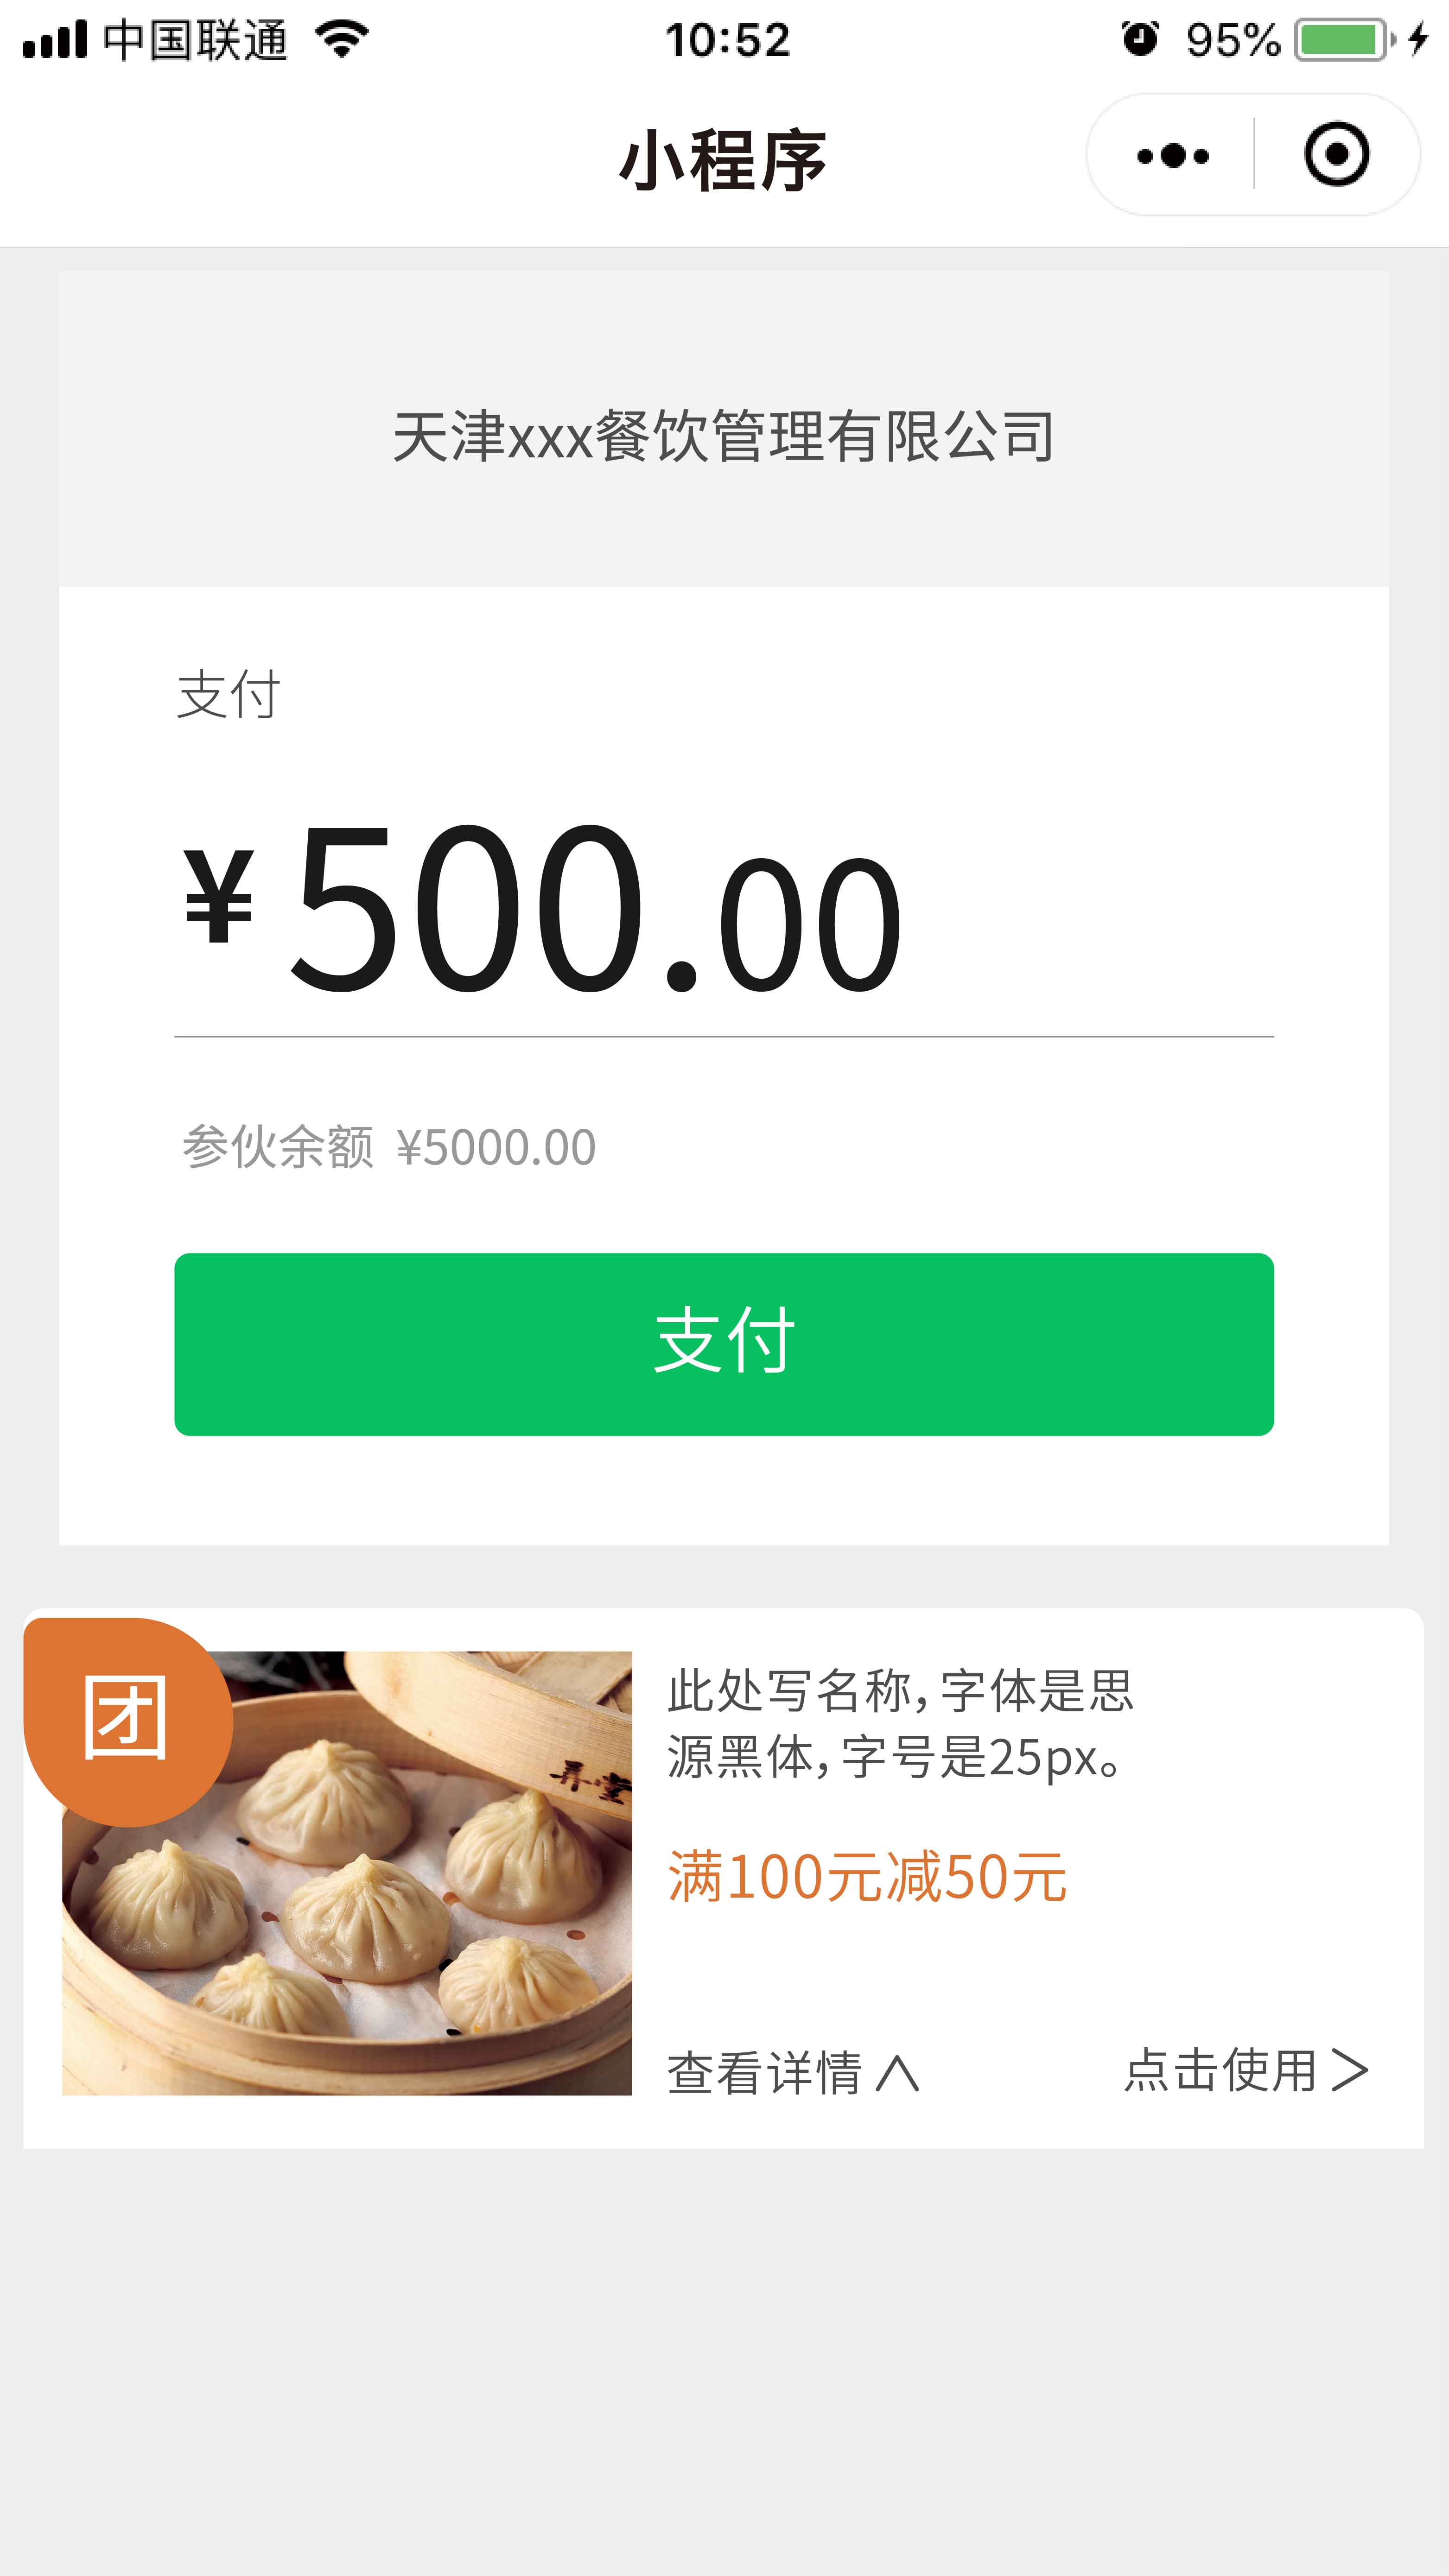 中国联通 10:52 95%
小程序
天津xxx餐饮管理有限公司
支付
¥500.00
参伙余额 ¥5000.00
支付
团
此处写名称，字体是思
源黑体，字号是25px。
满100元减50元
查看详情
点击使用